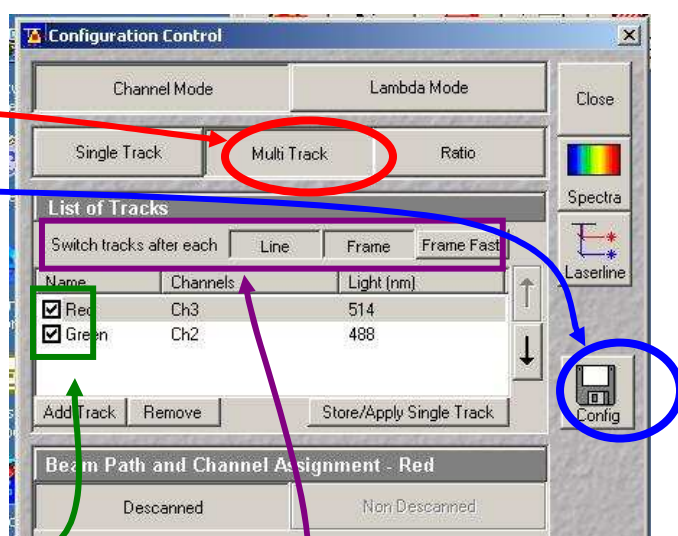 Configuration Control
Channel Mode Lambda Mode
Close
Single Track Multi Track Ratio
Spectra
List of Tracks
Switch tracks after each Line Frame Frame Fast
Laserline
Name Channels Light (nm)
Red Ch3 514
Green Ch2 488
Add Track Remove Store/Apply Single Track
Config
Beam Path and Channel Assignment - Red
Descanned Non Descanned